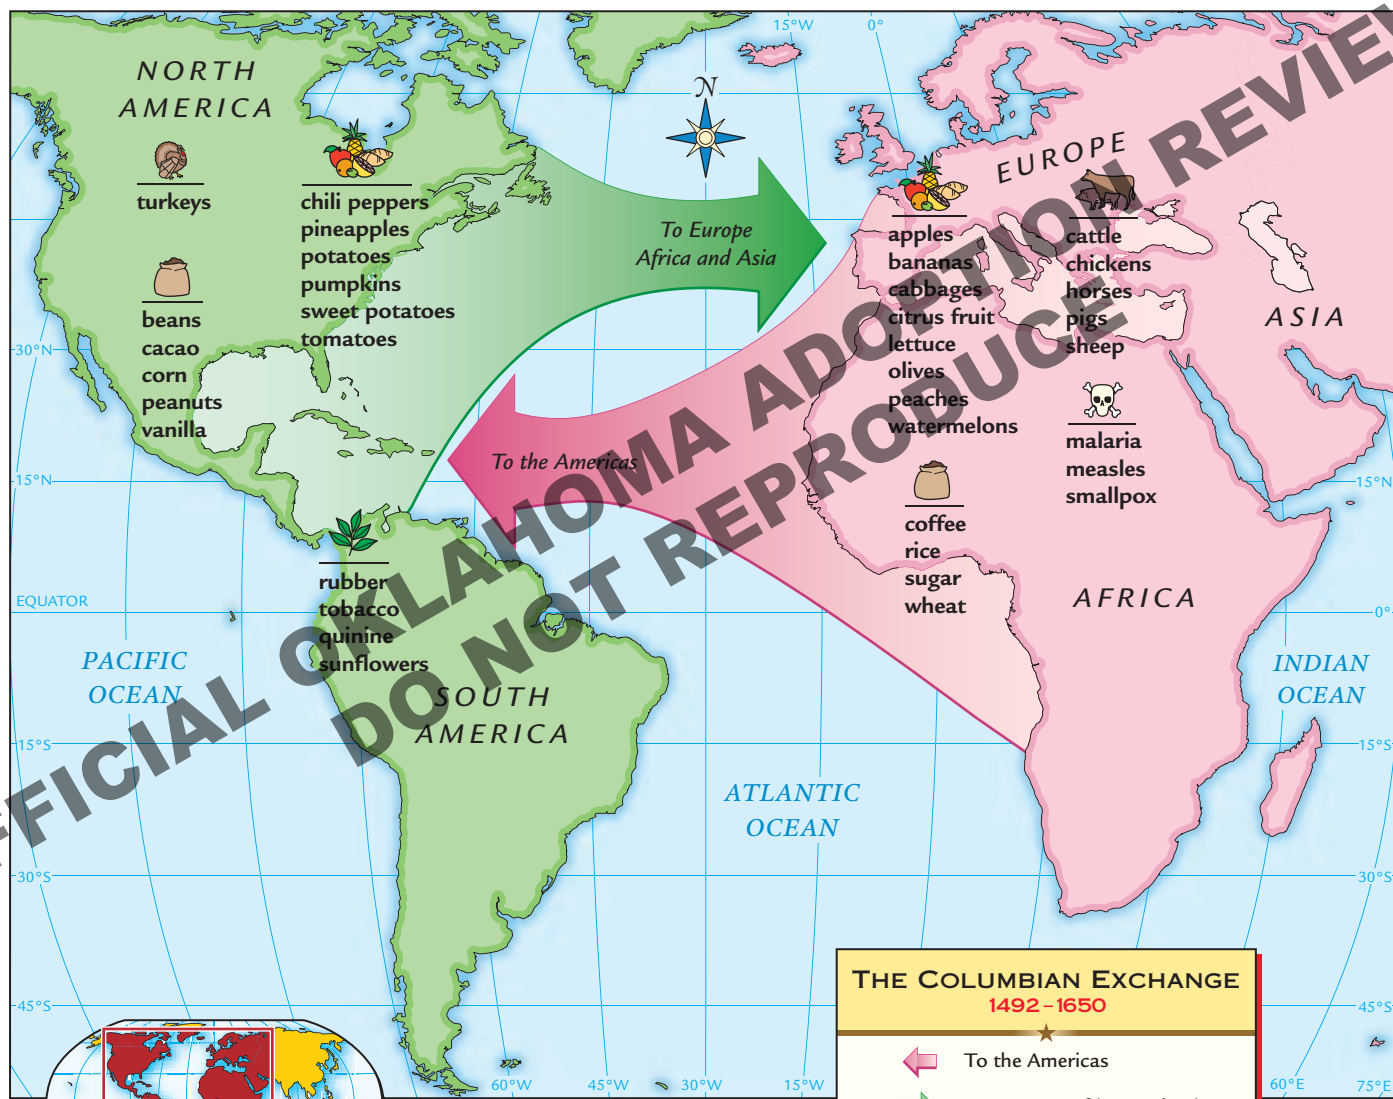 15°W
0°
NORTH
AMERICA
N
EUROPE
turkeys
chili peppers
pineapples
potatoes
pumpkins
sweet potatoes
tomatoes
beans
cacao
corn
peanuts
vanilla
To Europe
Africa and Asia
apples
bananas
cabbages
citrus fruit
lettuce
olives
peaches
watermelons
cattle
chickens
horses
pigs
sheep
ASIA
30°N
To the Americas
malaria
measles
smallpox
15°N
15°N
coffee
rice
sugar
wheat
rubber
tobacco
quinine
sunflowers
EQUATOR
0°
AFRICA
PACIFIC
OCEAN
INDIAN
OCEAN
SOUTH
AMERICA
15°S
15°S
ATLANTIC
OCEAN
30°S
30°S
45°S
45°S
THE COLUMBIAN EXCHANGE
1492–1650
To the Americas
60°W
45°W
30°W
15°W
60°E
75°E
FFICIAL OKLAHOMA ADOPTION REVIE
DO NOT REPRODUCE